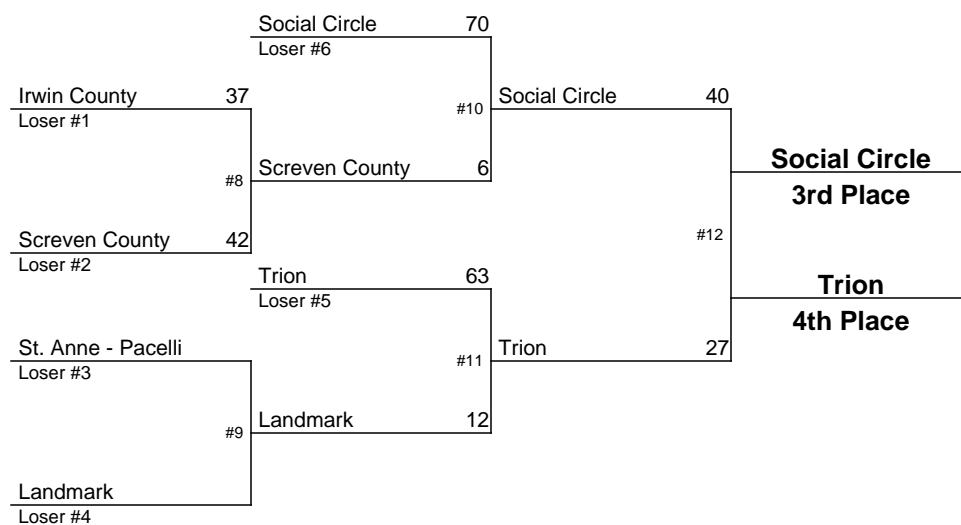 Social Circle 70
Loser #6
Irwin County 37
#10 Social Circle 40
Loser #1
Social Circle
#8 Screven County 6
3rd Place
Screven County 42
#12
Loser #2
Trion 63
Trion
Loser #5
4th Place
St. Anne - Pacelli
#11 Trion 27
Loser #3
#9 Landmark 12
Landmark
Loser #4